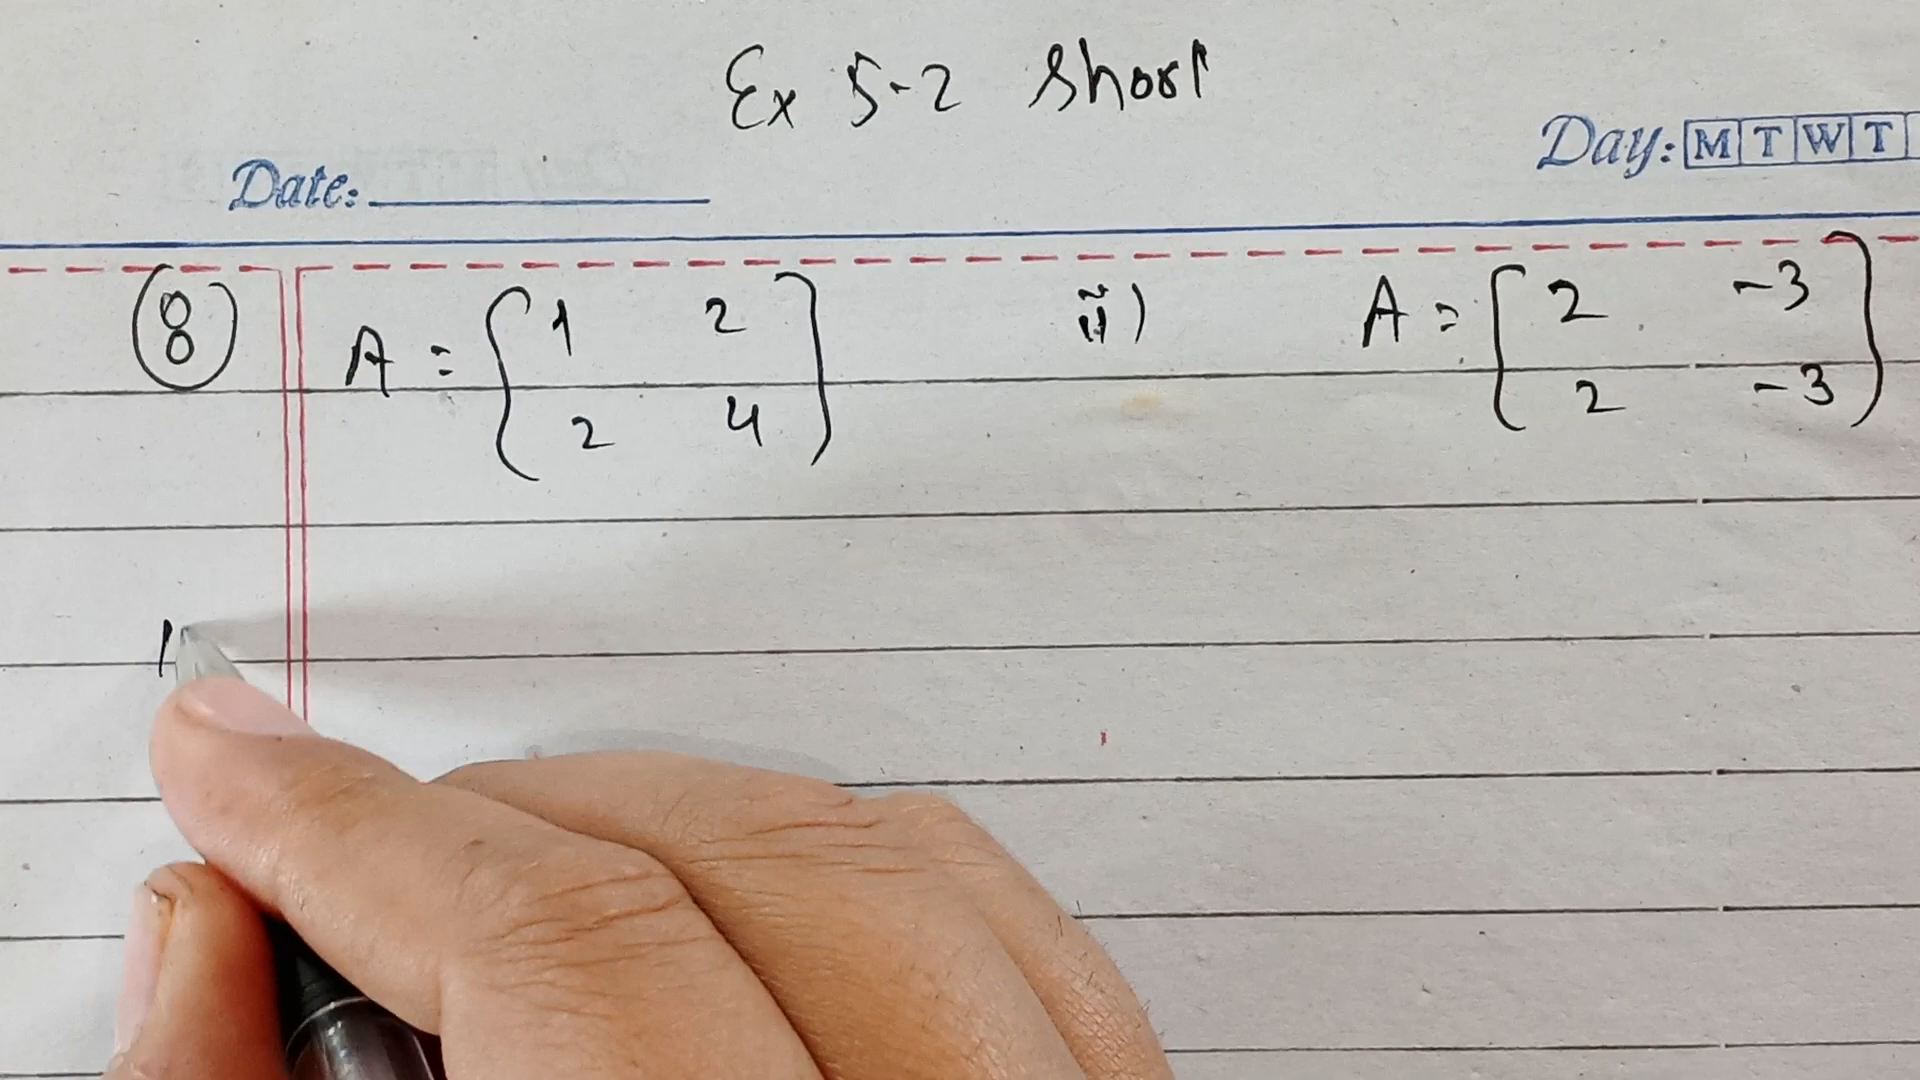 Ex 5-2 Short
Date:
Day: M T W T
8 A = [ 1 2 ii) A = [ 2 -3
2 4 ] 2 -3 ]